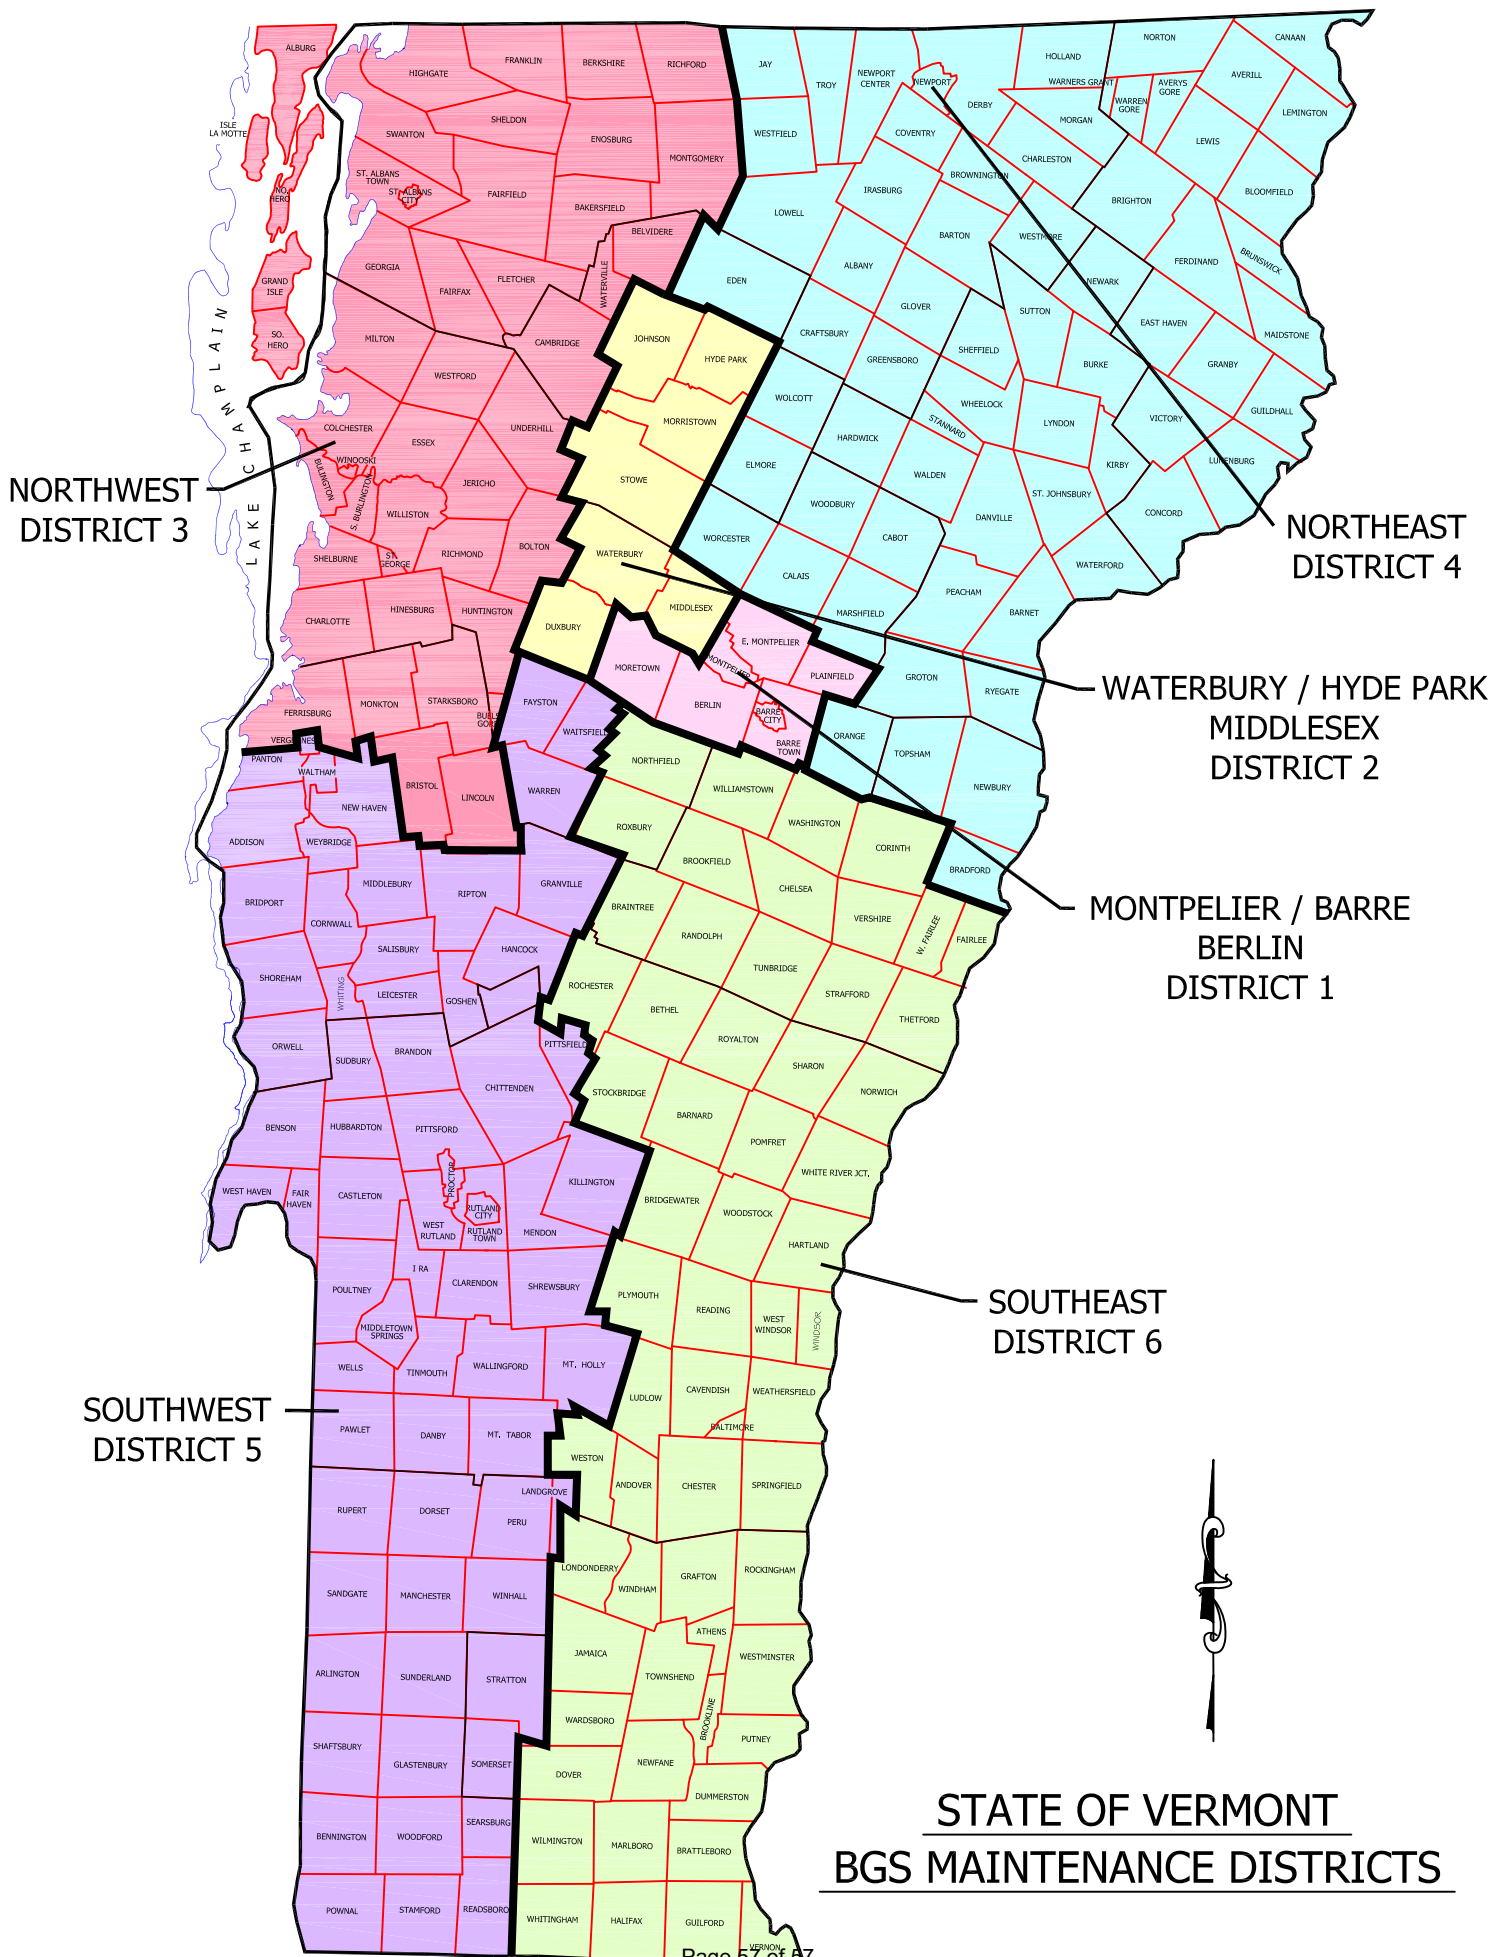 ALBURG
HIGHGATE
FRANKLIN
BERKSHIRE
RICHFORD
JAY
TROY
NEWPORT
CENTER
NEWPORT
DERBY
HOLLAND
WARNERS GRANT
NORTON
WARREN
GORE
AVERYS
GORE
AVERILL
CANAAN
LEMINGTON
ISLE
LA MOTTE
SWANTON
SHELDON
ENOSBURG
MONTGOMERY
WESTFIELD
COVENTRY
MORGAN
CHARLESTON
LEWIS
BLOOMFIELD
NO.
HERO
ST. ALBANS
TOWN
ST. ALBANS
CITY
FAIRFIELD
BAKERSFIELD
BELVIDERE
LOWELL
IRASBURG
BROWNINGTON
BRIGHTON
BARTON
WESTMORE
FERDINAND
BRUNSWICK
GRAND
ISLE
GEORGIA
FAIRFAX
FLETCHER
WATERVILLE
EDEN
ALBANY
GLOVER
NEWARK
SUTTON
EAST HAVEN
MAIDSTONE
SO.
HERO
MILTON
WESTFORD
CAMBRIDGE
JOHNSON
HYDE PARK
CRAFTSBURY
GREENSBORO
SHEFFIELD
BURKE
GRANBY
GUILDHALL
LAKE CHAMPLAIN
COLCHESTER
WINOOSKI
BULINGTON
S. BURLINGTON
ESSEX
UNDERHILL
JERICHO
MORRISTOWN
STOWE
WOLCOTT
ELMORE
HARDWICK
STANNARD
WHEELOCK
LYNDON
VICTORY
KIRBY
LUNENBURG
WALDEN
ST. JOHNSBURY
CONCORD
NORTHWEST
DISTRICT 3
NORTHEAST
DISTRICT 4
WILLISTON
SHELBURNE
ST.
GEORGE
RICHMOND
BOLTON
WATERBURY
WORCESTER
WOODBURY
CABOT
DANVILLE
WATERFORD
CALAIS
PEACHAM
BARNET
CHARLOTTE
HINESBURG
HUNTINGTON
DUXBURY
MIDDLESEX
MARSHFIELD
E. MONTPELIER
MONTPELIER
PLAINFIELD
MORETOWN
BERLIN
BARRE
CITY
BARRE
TOWN
GROTON
RYEGATE
WATERBURY / HYDE PARK
MIDDLESEX
DISTRICT 2
FERRISBURG
MONKTON
STARKSBORO
BUELS
GORE
FAYSTON
WAITSFIELD
VERGENNES
PANTON
WALTHAM
NEW HAVEN
BRISTOL
LINCOLN
WARREN
NORTHFIELD
WILLIAMSTOWN
WASHINGTON
ORANGE
TOPSHAM
NEWBURY
ADDISON
WEYBRIDGE
ROXBURY
BROOKFIELD
CHELSEA
CORINTH
BRADFORD
BRIDPORT
MIDDLEBURY
RIPTON
GRANVILLE
BRAINTREE
RANDOLPH
VERSHIRE
W. FAIRLEE
FAIRLEE
MONTPELIER / BARRE
BERLIN
DISTRICT 1
CORNWALL
SALISBURY
HANCOCK
SHOREHAM
WHITING
LEICESTER
GOSHEN
ROCHESTER
BETHEL
TUNBRIDGE
STRAFFORD
THETFORD
ORWELL
SUDBURY
BRANDON
PITTSFIELD
CHITTENDEN
ROYALTON
SHARON
NORWICH
STOCKBRIDGE
BARNARD
POMFRET
BENSON
HUBBARDTON
PITTSFORD
WHITE RIVER JCT.
WEST HAVEN
FAIR
HAVEN
CASTLETON
PROCTOR
RUTLAND
CITY
WEST
RUTLAND
RUTLAND
TOWN
MENDON
KILLINGTON
BRIDGEWATER
WOODSTOCK
HARTLAND
I RA
POULTNEY
CLARENDON
SHREWSBURY
PLYMOUTH
READING
WEST
WINDSOR
WINDSOR
SOUTHEAST
DISTRICT 6
MIDDLETOWN
SPRINGS
WELLS
TINMOUTH
WALLINGFORD
MT. HOLLY
LUDLOW
CAVENDISH
WEATHERSFIELD
BALTIMORE
SOUTHWEST
DISTRICT 5
PAWLET
DANBY
MT. TABOR
WESTON
ANDOVER
CHESTER
SPRINGFIELD
LANDGROVE
RUPERT
DORSET
PERU
LONDONDERRY
WINDHAM
GRAFTON
ROCKINGHAM
SANDGATE
MANCHESTER
WINHALL
ATHENS
JAMAICA
TOWNSHEND
WESTMINSTER
ARLINGTON
SUNDERLAND
STRATTON
WARDSBORO
BROOKLINE
PUTNEY
SHAFTSBURY
GLASTENBURY
SOMERSET
DOVER
NEWFANE
DUMMERSTON
BENNINGTON
WOODFORD
SEARSBURG
WILMINGTON
MARLBORO
BRATTLEBORO
POWNAL
STAMFORD
READSBORO
WHITINGHAM
HALIFAX
GUILFORD
VERNON
STATE OF VERMONT
BGS MAINTENANCE DISTRICTS
Page 57 of 57